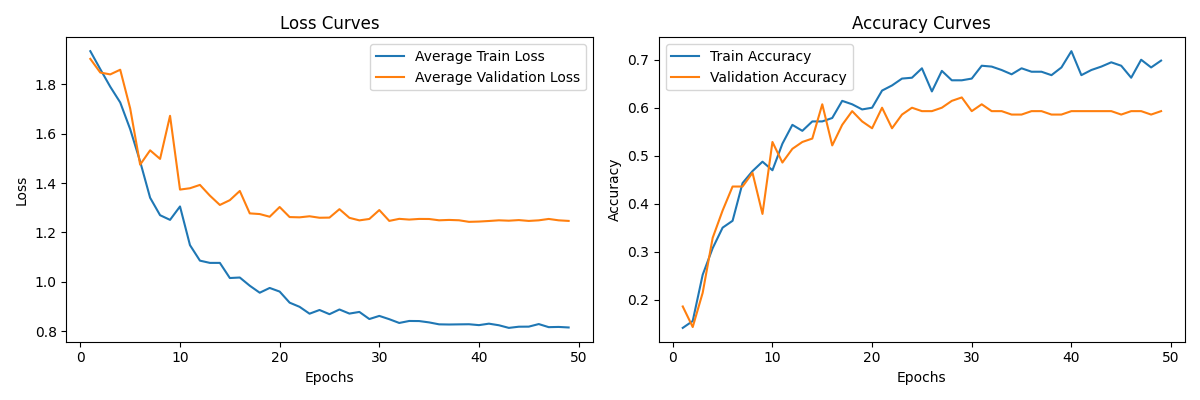 Loss Curves
Average Train Loss
Average Validation Loss
1.8
1.6
1.4
1.2
1.0
0.8
Loss
0 10 20 30 40 50
Epochs
Accuracy Curves
Train Accuracy
Validation Accuracy
0.7
0.6
0.5
0.4
0.3
0.2
Accuracy
0 10 20 30 40 50
Epochs